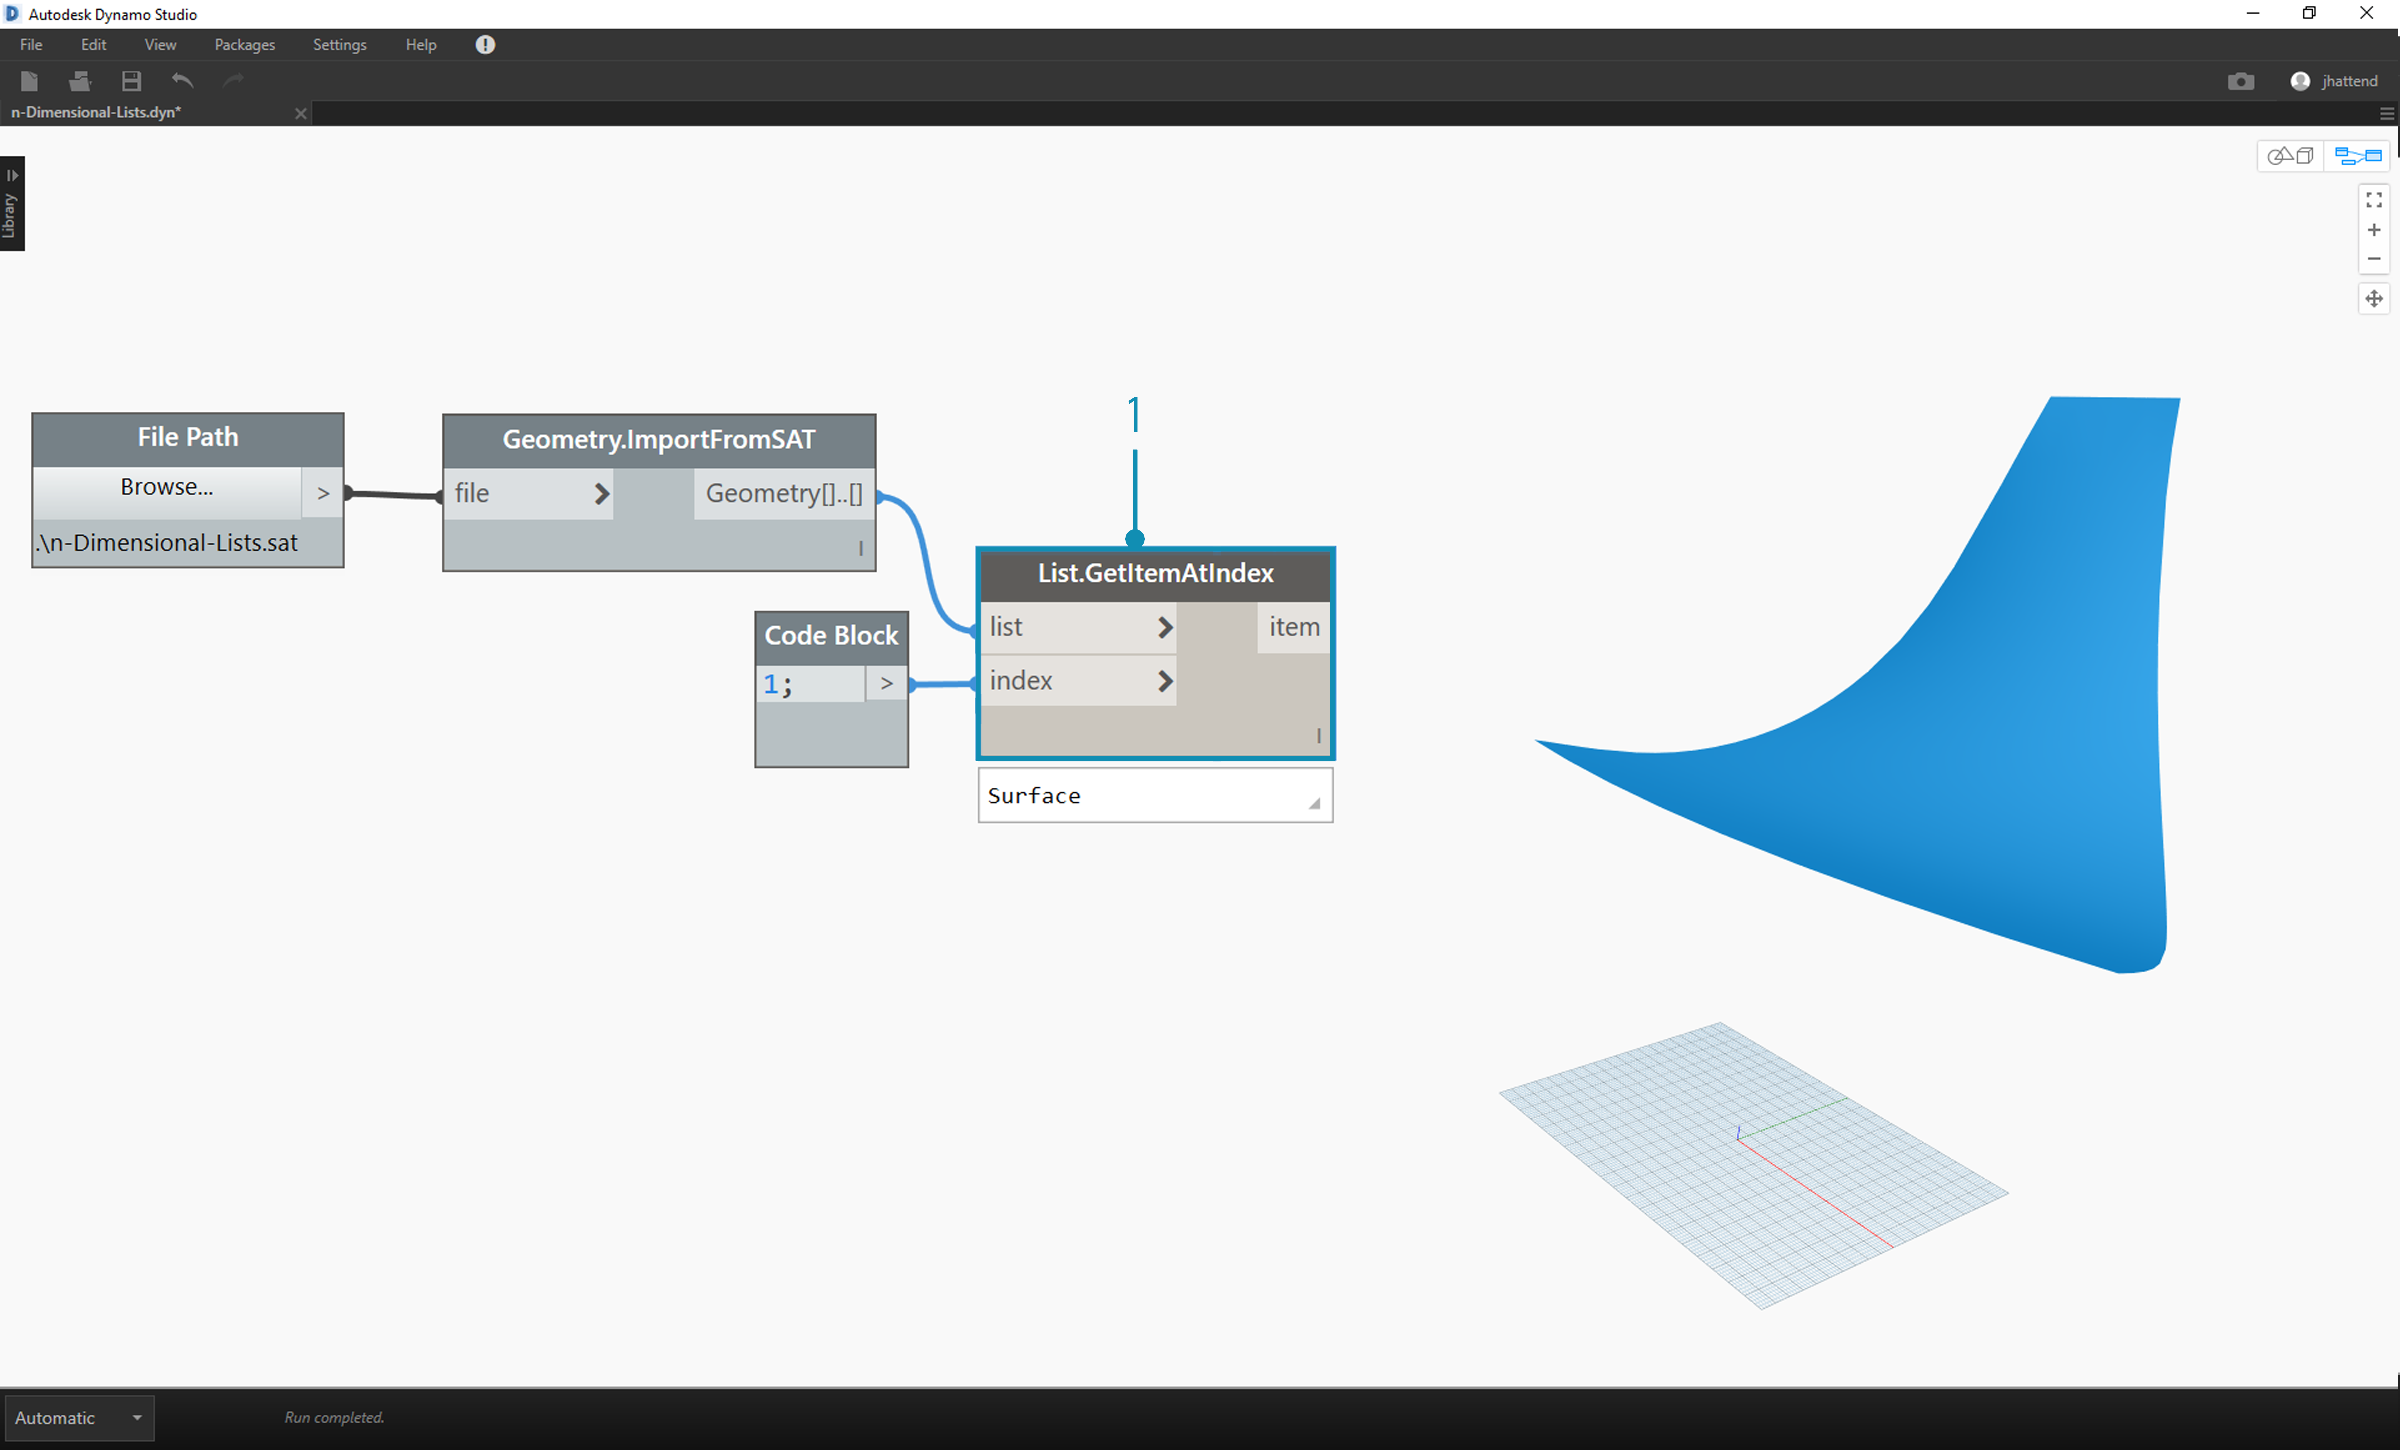 Autodesk Dynamo Studio
File Edit View Packages Settings Help
jhattend
n-Dimensional-Lists.dyn*
Library
1
File Path
Browse...
>
.\n-Dimensional-Lists.sat
Geometry.ImportFromSAT
file
Geometry[]..[]
l
List.GetItemAtIndex
list
item
index
l
Code Block
1;
>
Surface
Automatic
Run completed.